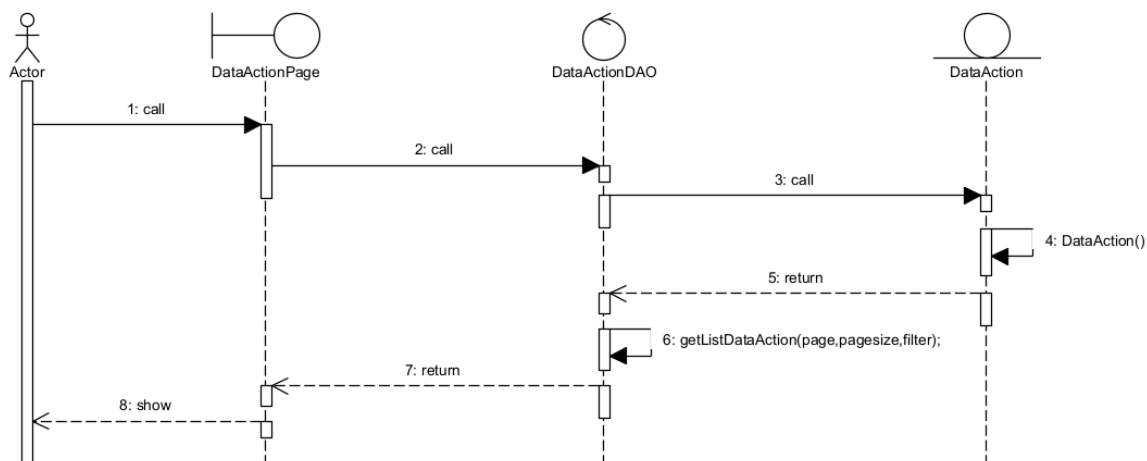 Actor
DataActionPage
DataActionDAO
DataAction
1: call
2: call
3: call
4: DataAction()
5: return
6: getListDataAction(page,pagesize,filter);
7: return
8: show